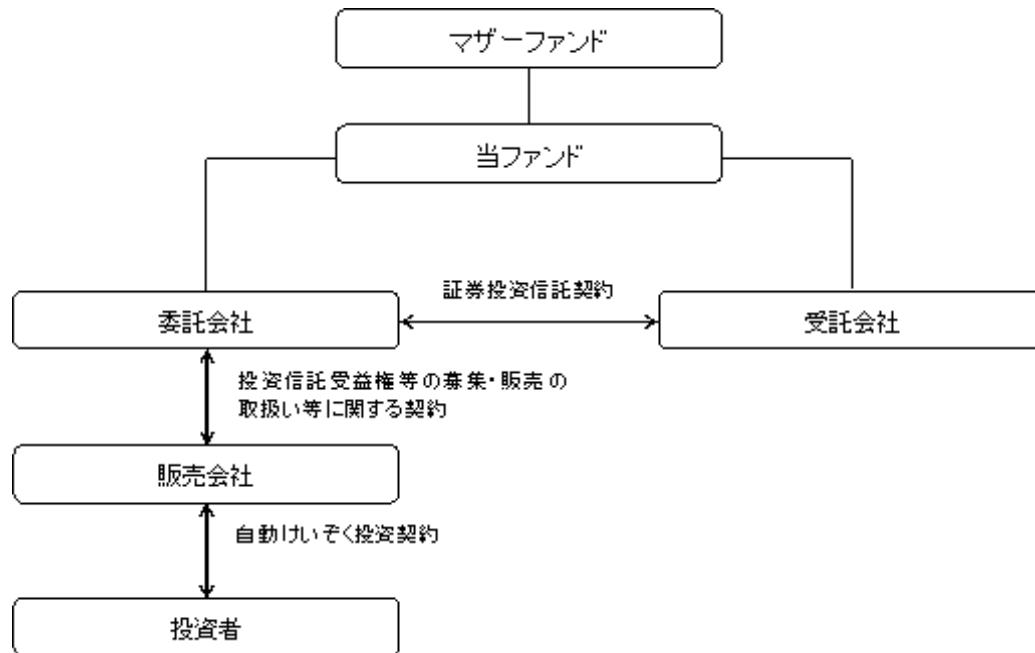 マザーファンド
当ファンド
証券投資信託契約
委託会社
受託会社
投資信託受益権等の募集・販売の
取扱い等に関する契約
販売会社
自動けいぞく投資契約
投資者